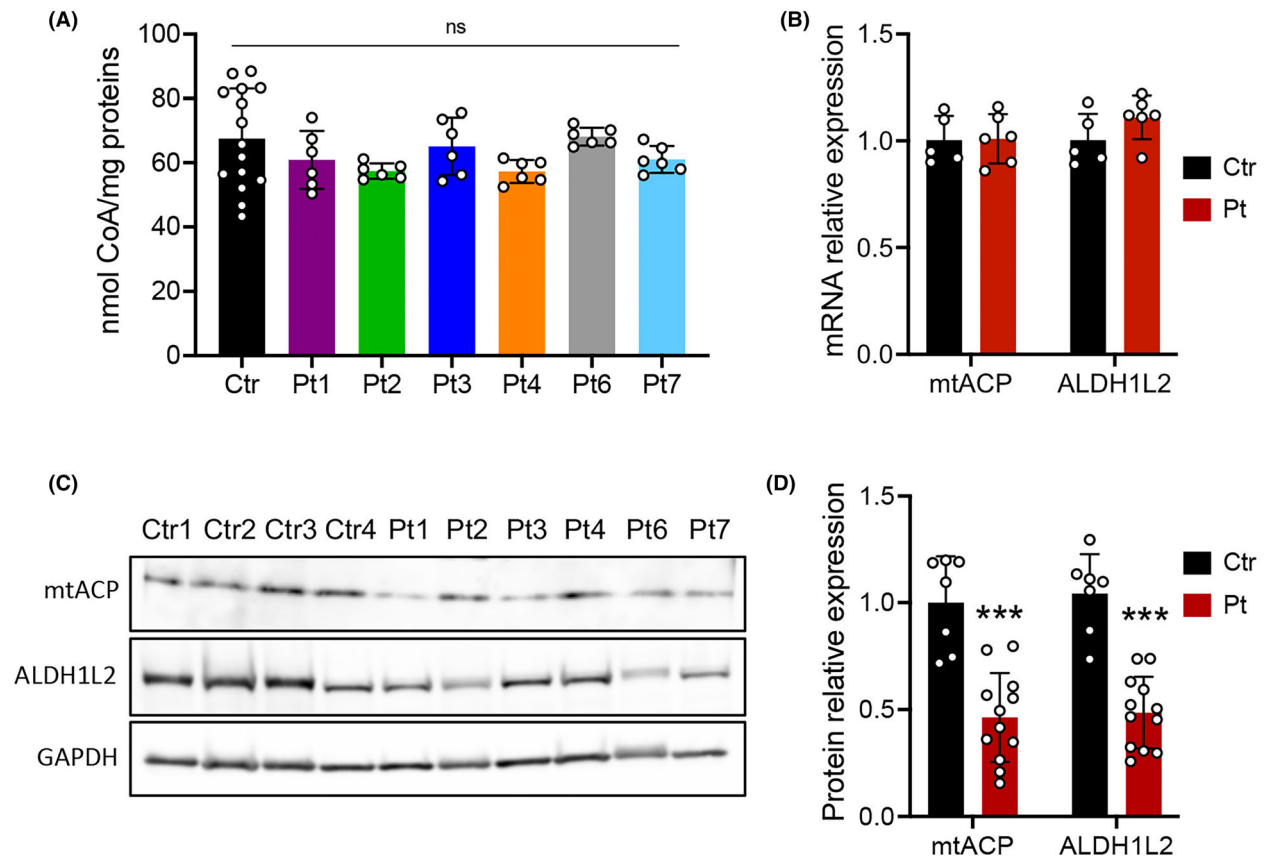 (A)
ns
nmol CoA/mg proteins
100
80
60
40
20
0
Ctr Pt1 Pt2 Pt3 Pt4 Pt6 Pt7
(B)
mRNA relative expression
1.5
1.0
0.5
0.0
mtACP ALDH1L2
Ctr
Pt
(C)
Ctr1 Ctr2 Ctr3 Ctr4 Pt1 Pt2 Pt3 Pt4 Pt6 Pt7
mtACP
ALDH1L2
GAPDH
(D)
Protein relative expression
1.5
1.0
0.5
0.0
*** ***
mtACP ALDH1L2
Ctr
Pt